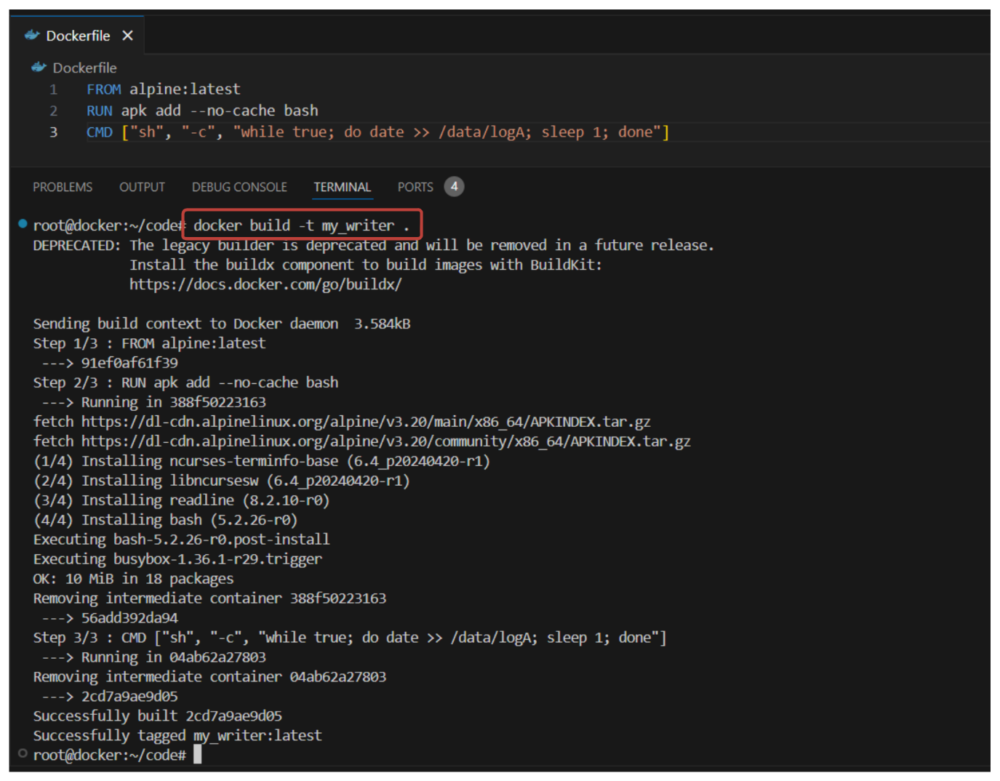 Dockerfile ×
Dockerfile
1 FROM alpine:latest
2 RUN apk add --no-cache bash
3 CMD ["sh", "-c", "while true; do date >> /data/logA; sleep 1; done"]
PROBLEMS OUTPUT DEBUG CONSOLE TERMINAL PORTS 4
root@docker:~/code# docker build -t my_writer .
DEPRECATED: The legacy builder is deprecated and will be removed in a future release.
Install the buildx component to build images with BuildKit:
https://docs.docker.com/go/buildx/
Sending build context to Docker daemon  3.584kB
Step 1/3 : FROM alpine:latest
---> 91ef0af61f39
Step 2/3 : RUN apk add --no-cache bash
---> Running in 388f50223163
fetch https://dl-cdn.alpinelinux.org/alpine/v3.20/main/x86_64/APKINDEX.tar.gz
fetch https://dl-cdn.alpinelinux.org/alpine/v3.20/community/x86_64/APKINDEX.tar.gz
(1/4) Installing ncurses-terminfo-base (6.4_p20240420-r1)
(2/4) Installing libncursesw (6.4_p20240420-r1)
(3/4) Installing readline (8.2.10-r0)
(4/4) Installing bash (5.2.26-r0)
Executing bash-5.2.26-r0.post-install
Executing busybox-1.36.1-r29.trigger
OK: 10 MiB in 18 packages
Removing intermediate container 388f50223163
---> 56add392da94
Step 3/3 : CMD ["sh", "-c", "while true; do date >> /data/logA; sleep 1; done"]
---> Running in 04ab62a27803
Removing intermediate container 04ab62a27803
---> 2cd7a9ae9d05
Successfully built 2cd7a9ae9d05
Successfully tagged my_writer:latest
root@docker:~/code#